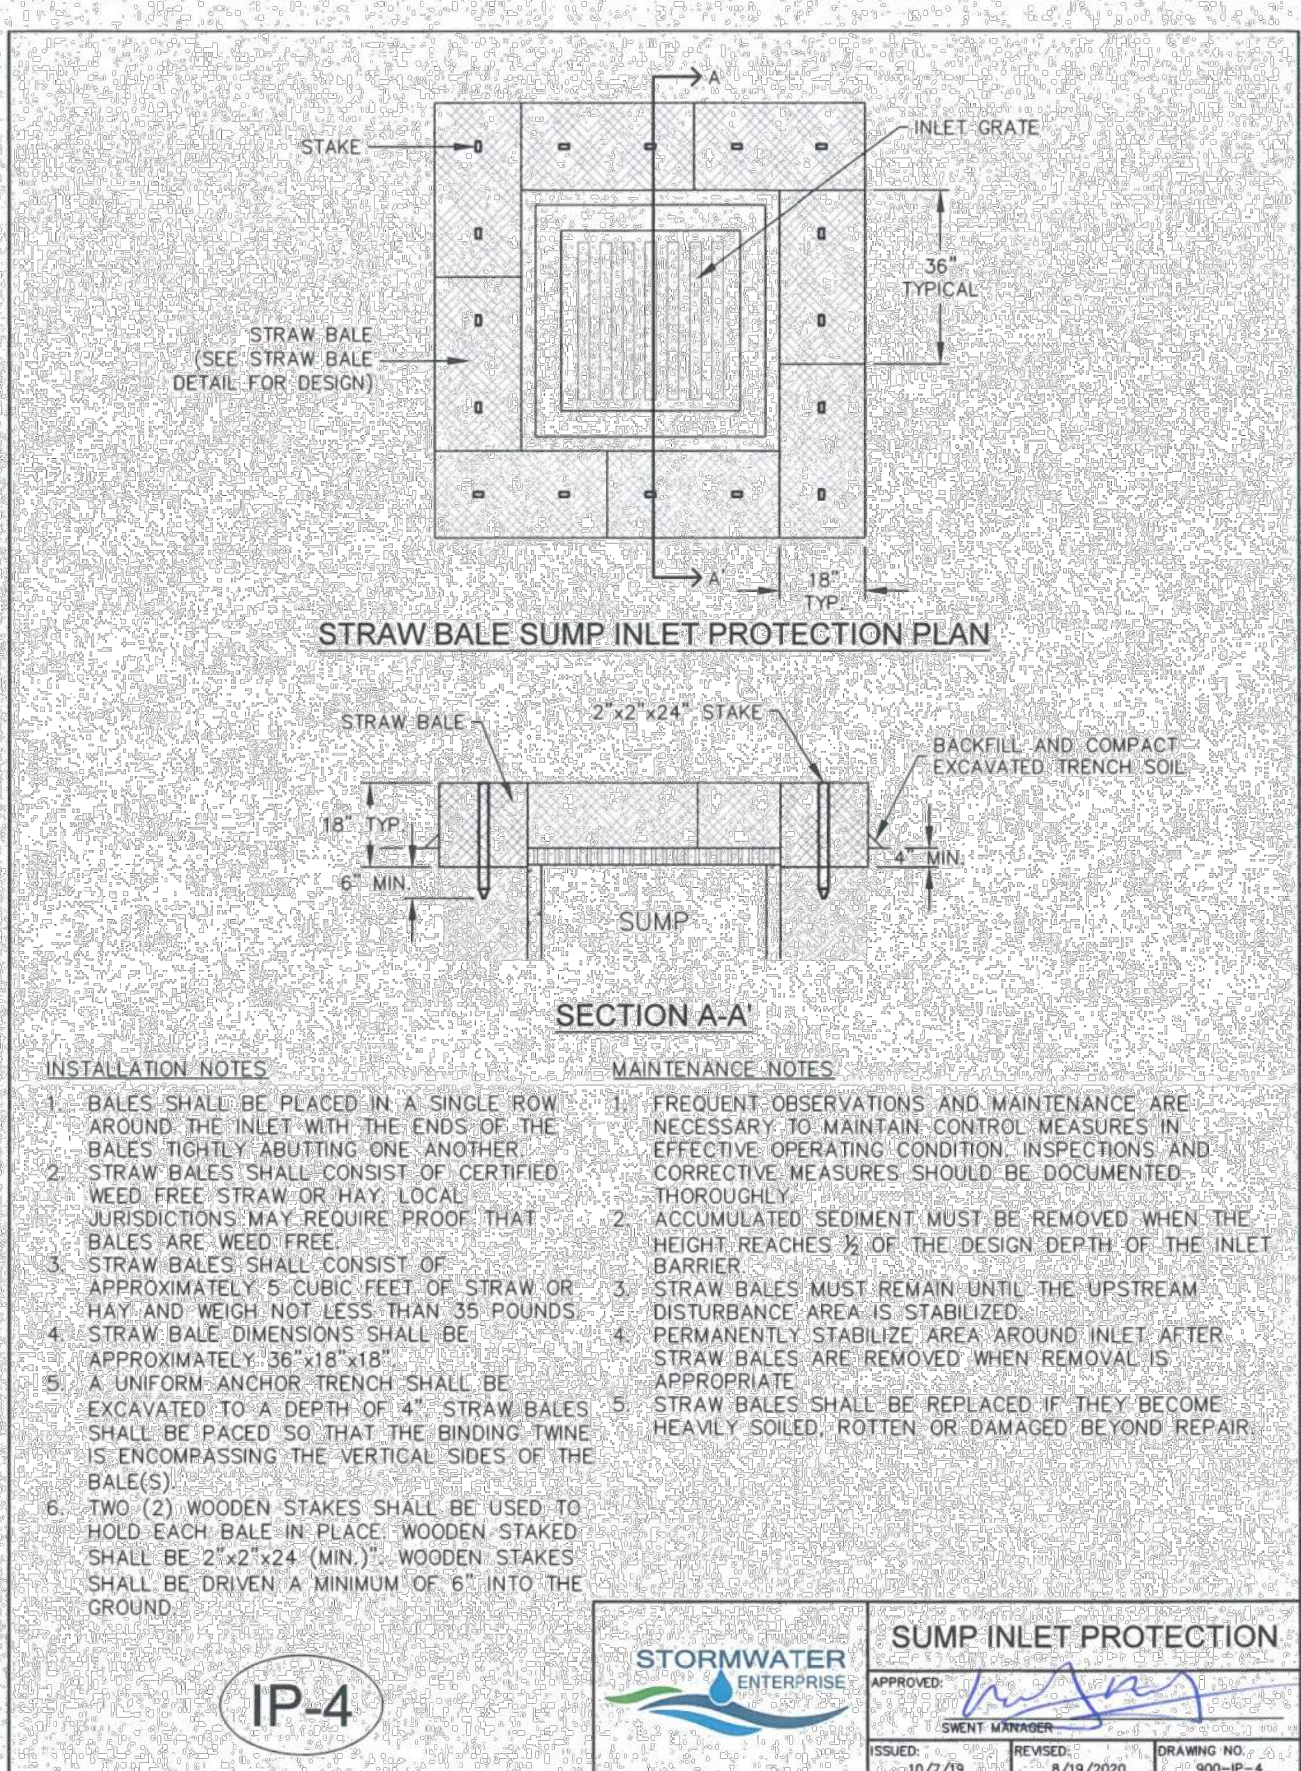 A
STAKE
INLET GRATE
36"
TYPICAL
STRAW BALE
(SEE STRAW BALE
DETAIL FOR DESIGN)
A'
18"
TYP.
STRAW BALE SUMP INLET PROTECTION PLAN
STRAW BALE
2"x2"x24" STAKE
BACKFILL AND COMPACT
EXCAVATED TRENCH SOIL
18" TYP.
4" MIN.
6" MIN.
SUMP
SECTION A-A'
INSTALLATION NOTES
1. BALES SHALL BE PLACED IN A SINGLE ROW
AROUND THE INLET WITH THE ENDS OF THE
BALES TIGHTLY ABUTTING ONE ANOTHER.
2. STRAW BALES SHALL CONSIST OF CERTIFIED
WEED FREE STRAW OR HAY. LOCAL
JURISDICTIONS MAY REQUIRE PROOF THAT
BALES ARE WEED FREE.
3. STRAW BALES SHALL CONSIST OF
APPROXIMATELY 5 CUBIC FEET OF STRAW OR
HAY AND WEIGH NOT LESS THAN 35 POUNDS.
4. STRAW BALE DIMENSIONS SHALL BE
APPROXIMATELY 36"x18"x18".
5. A UNIFORM ANCHOR TRENCH SHALL BE
EXCAVATED TO A DEPTH OF 4". STRAW BALES
SHALL BE PACED SO THAT THE BINDING TWINE
IS ENCOMPASSING THE VERTICAL SIDES OF THE
BALE(S).
6. TWO (2) WOODEN STAKES SHALL BE USED TO
HOLD EACH BALE IN PLACE. WOODEN STAKED
SHALL BE 2"x2"x24 (MIN.)". WOODEN STAKES
SHALL BE DRIVEN A MINIMUM OF 6" INTO THE
GROUND.
MAINTENANCE NOTES
1. FREQUENT OBSERVATIONS AND MAINTENANCE ARE
NECESSARY TO MAINTAIN CONTROL MEASURES IN
EFFECTIVE OPERATING CONDITION. INSPECTIONS AND
CORRECTIVE MEASURES SHOULD BE DOCUMENTED
THOROUGHLY.
2. ACCUMULATED SEDIMENT MUST BE REMOVED WHEN THE
HEIGHT REACHES ½ OF THE DESIGN DEPTH OF THE INLET
BARRIER.
3. STRAW BALES MUST REMAIN UNTIL THE UPSTREAM
DISTURBANCE AREA IS STABILIZED.
4. PERMANENTLY STABILIZE AREA AROUND INLET AFTER
STRAW BALES ARE REMOVED WHEN REMOVAL IS
APPROPRIATE
5. STRAW BALES SHALL BE REPLACED IF THEY BECOME
HEAVILY SOILED, ROTTEN OR DAMAGED BEYOND REPAIR.
IP-4
STORMWATER
ENTERPRISE
SUMP INLET PROTECTION
APPROVED:
SWENT MANAGER
ISSUED:
10/7/19
REVISED:
8/19/2020
DRAWING NO.
900-IP-4